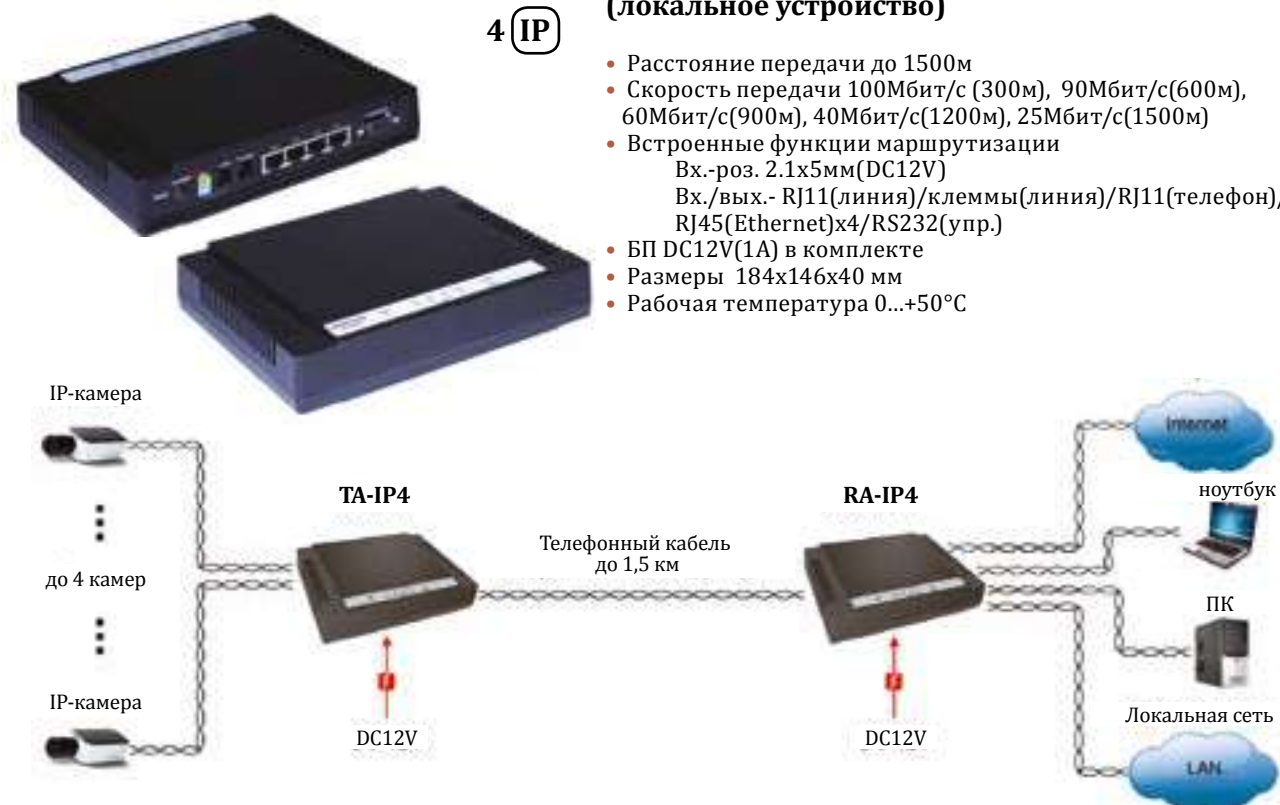 (локальное устройство)
4 IP
• Расстояние передачи до 1500м
• Скорость передачи 100Мбит/с (300м), 90Мбит/с(600м),
60Мбит/с(900м), 40Мбит/с(1200м), 25Мбит/с(1500м)
• Встроенные функции маршрутизации
Вх.-роз. 2.1x5мм(DC12V)
Вх./вых.- RJ11(линия)/клеммы(линия)/RJ11(телефон)/
RJ45(Ethernet)x4/RS232(упр.)
• БП DC12V(1A) в комплекте
• Размеры 184x146x40 мм
• Рабочая температура 0...+50°C
IP-камера
Internet
ноутбук
TA-IP4
RA-IP4
Телефонный кабель
до 1,5 км
до 4 камер
ПК
IP-камера
Локальная сеть
DC12V
DC12V
LAN